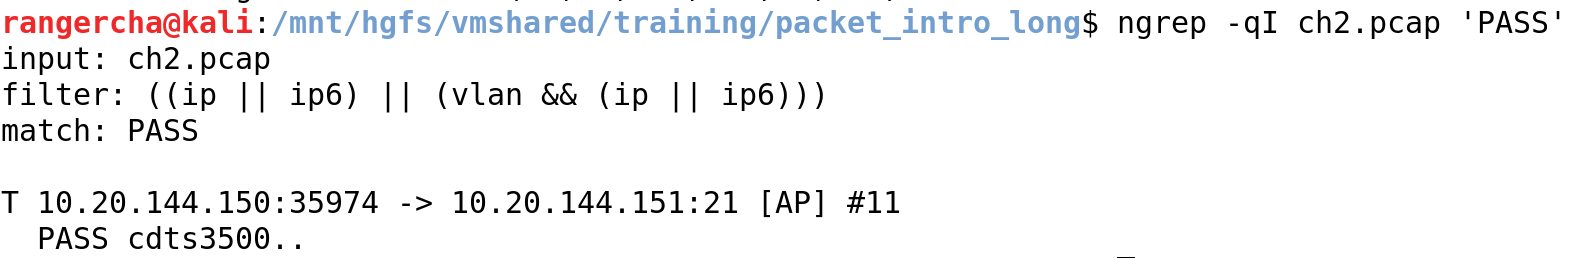 rangercha@kali:/mnt/hgfs/vmshared/training/packet_intro_long$ ngrep -qI ch2.pcap 'PASS'
input: ch2.pcap
filter: ((ip || ip6) || (vlan && (ip || ip6)))
match: PASS
T 10.20.144.150:35974 -> 10.20.144.151:21 [AP] #11
PASS cdts3500..